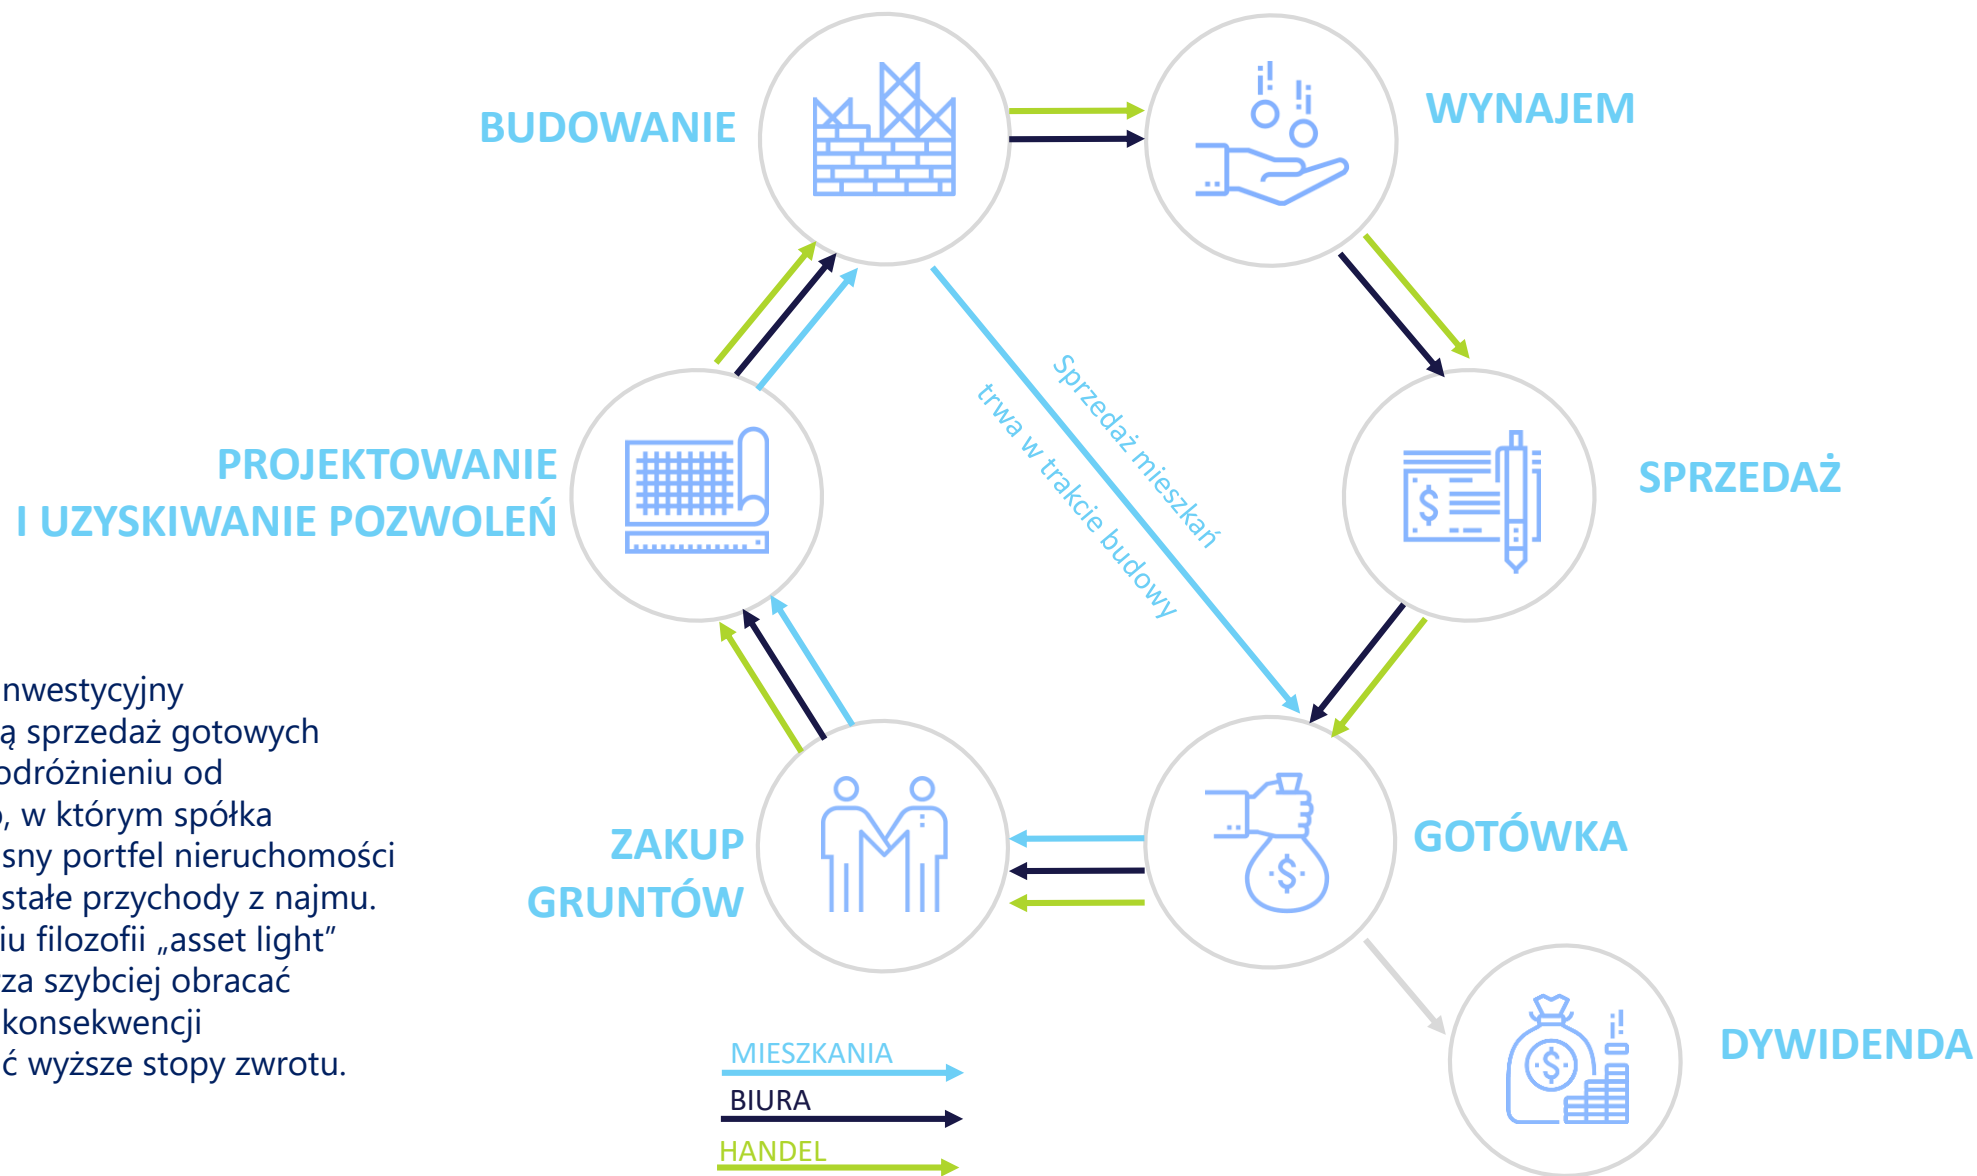 BUDOWANIE
WYNAJEM
Sprzedaż mieszkań
trwa w trakcie budowy
PROJEKTOWANIE
I UZYSKIWANIE POZWOLEŃ
SPRZEDAŻ
nwestycyjny
ą sprzedaż gotowych
odróżnieniu od
, w którym spółka
sny portfel nieruchomości
stałe przychody z najmu.
iu filozofii „asset light”
za szybciej obracać
konsekwencji
ć wyższe stopy zwrotu.
ZAKUP
GRUNTÓW
GOTÓWKA
DYWIDENDA
MIESZKANIA
BIURA
HANDEL